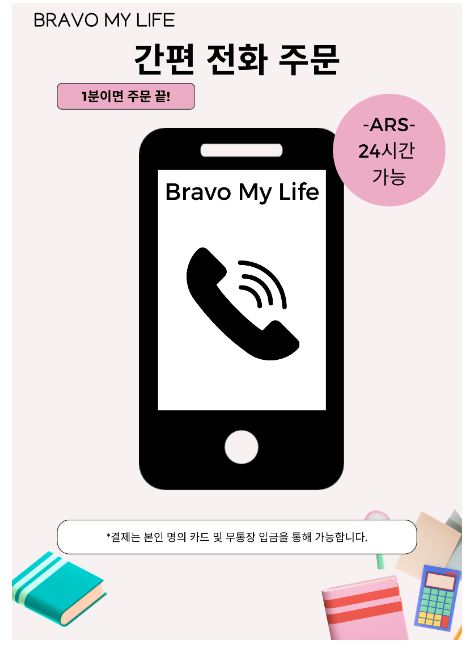 BRAVO MY LIFE
간편 전화 주문
1분이면 주문 끝!
-ARS-
24시간
가능
Bravo My Life
*결제는 본인 명의 카드 및 무통장 입금을 통해 가능합니다.